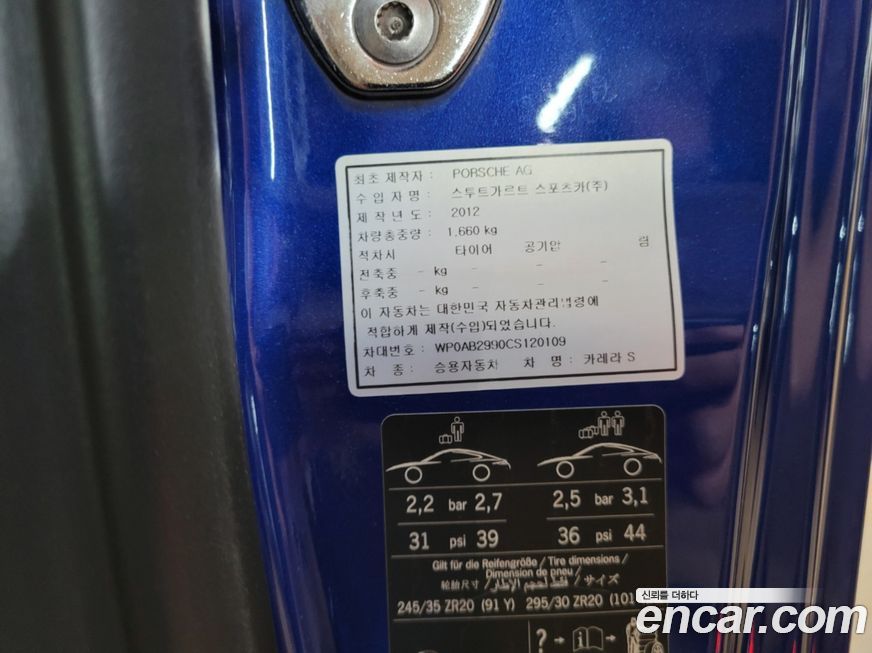 최초 제작자 : PORSCHE AG
수 입 자 명 : 스투트가르트 스포츠카(주)
제 작 년 도 : 2012
차량총중량 : 1,660 kg
적차시 타이어 공기압 림
전축중 - kg - - -
후축중 - kg - - -
이 자동차는 대한민국 자동차관리법령에
적합하게 제작(수입)되었습니다.
차대번호 : WP0AB2990CS120109
차 종 : 승용자동차 차 명 : 카레라 S
2,2 bar 2,7 2,5 bar 3,1
31 psi 39 36 psi 44
Gilt für die Reifengröße / Tire dimensions /
Dimension de pneu
轮胎尺寸 / サイズ
245/35 ZR20 (91 Y) 295/30 ZR20 (101
? i
신뢰를 더하다
encar.com